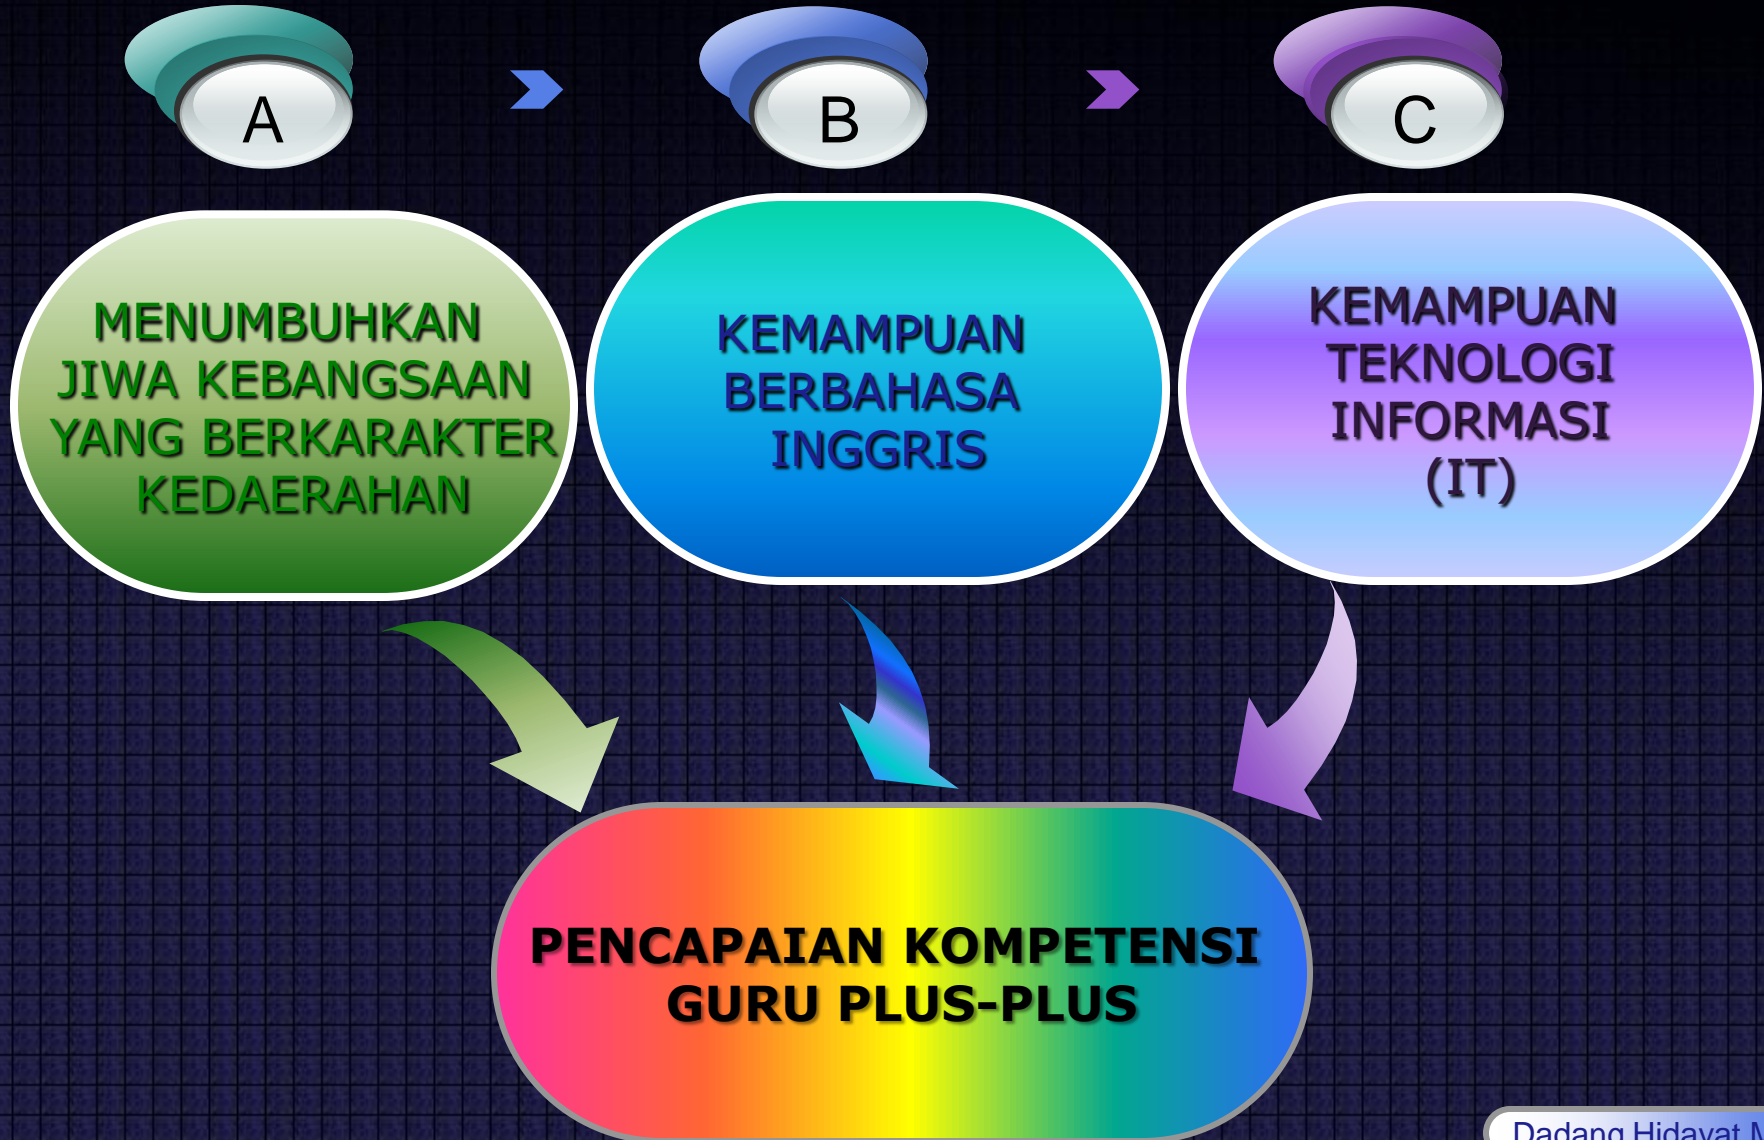 A
B
C
MENUMBUHKAN
JIWA KEBANGSAAN
YANG BERKARAKTER
KEDAERAHAN
KEMAMPUAN
BERBAHASA
INGGRIS
KEMAMPUAN
TEKNOLOGI
INFORMASI
(IT)
PENCAPAIAN KOMPETENSI
GURU PLUS-PLUS
Dadang Hidayat M